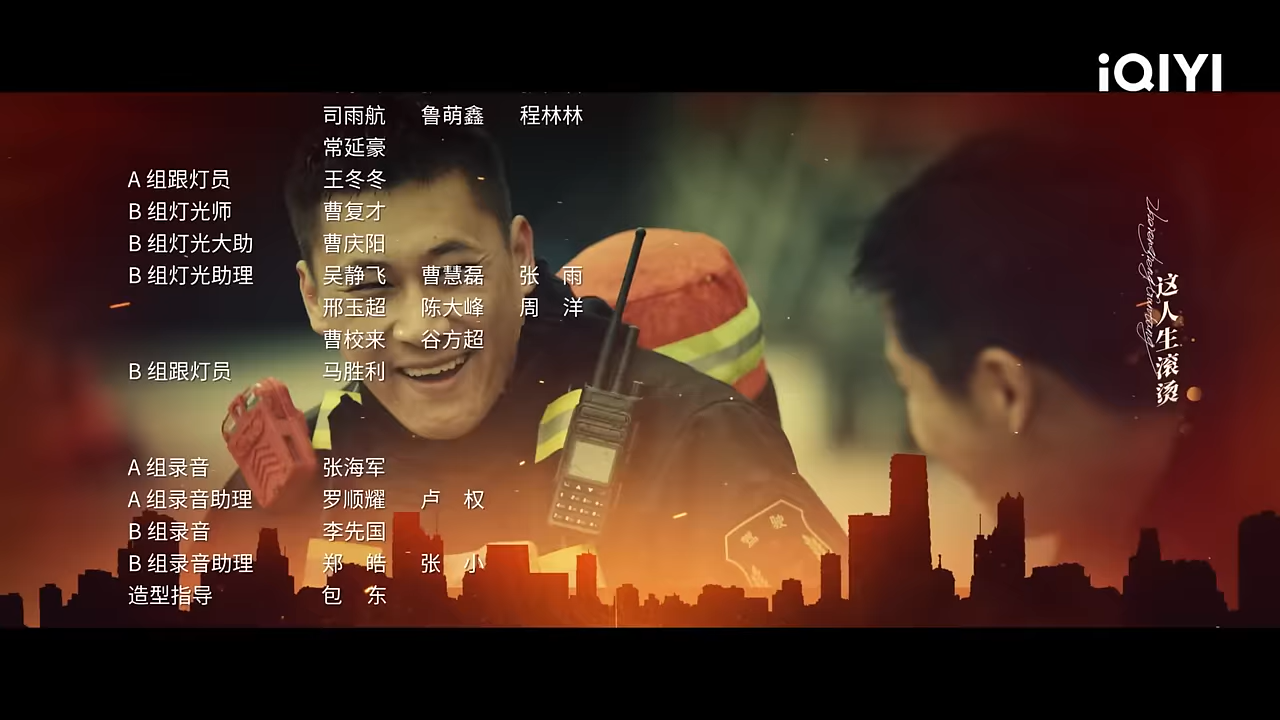 iQIYI
司雨航 鲁萌鑫 程林林
常延豪
A 组跟灯员 王冬冬
B 组灯光师 曹复才
B 组灯光大助 曹庆阳
B 组灯光助理 吴静飞 曹慧磊 张 雨
邢玉超 陈大峰 周 洋
曹校来 谷方超
B 组跟灯员 马胜利
A 组录音 张海军
A 组录音助理 罗顺耀 卢 权
B 组录音 李先国
B 组录音助理 郑 皓 张 小
造型指导 包 东
这人生滚烫